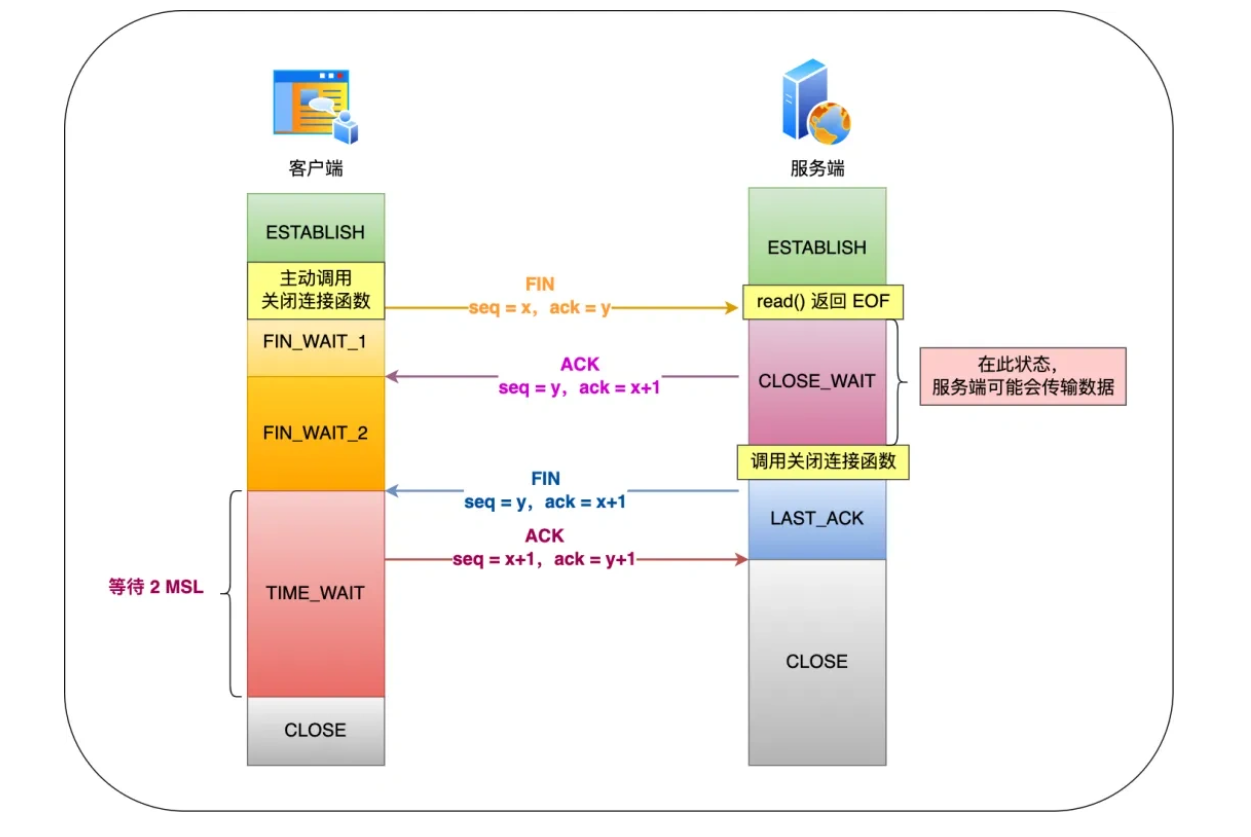 客户端
服务端
ESTABLISH
ESTABLISH
主动调用
关闭连接函数
FIN
seq = x，ack = y
read() 返回 EOF
FIN_WAIT_1
ACK
seq = y，ack = x+1
CLOSE_WAIT
在此状态，
服务端可能会传输数据
FIN_WAIT_2
调用关闭连接函数
FIN
seq = y，ack = x+1
LAST_ACK
ACK
seq = x+1，ack = y+1
等待 2 MSL
TIME_WAIT
CLOSE
CLOSE